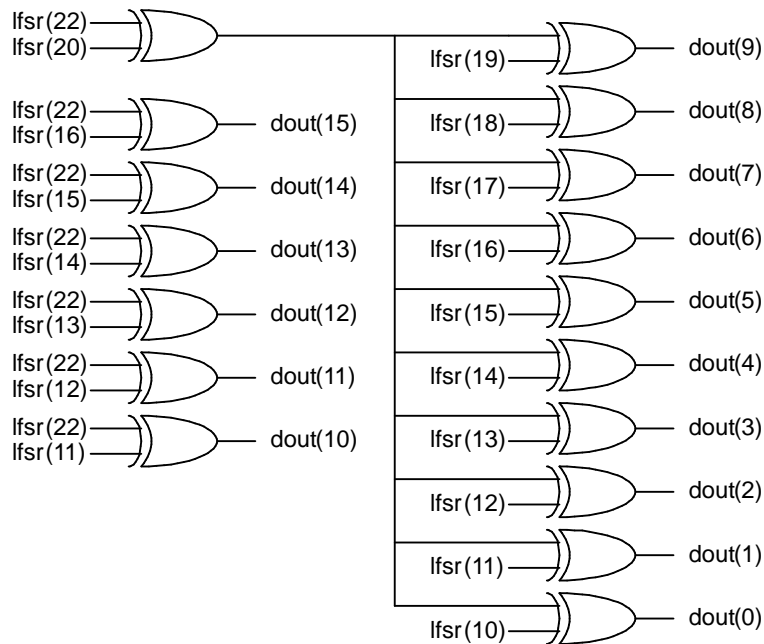 lfsr(22)
lfsr(20)
lfsr(22)
lfsr(16)
dout(15)
lfsr(22)
lfsr(15)
dout(14)
lfsr(22)
lfsr(14)
dout(13)
lfsr(22)
lfsr(13)
dout(12)
lfsr(22)
lfsr(12)
dout(11)
lfsr(22)
lfsr(11)
dout(10)
lfsr(19)
dout(9)
lfsr(18)
dout(8)
lfsr(17)
dout(7)
lfsr(16)
dout(6)
lfsr(15)
dout(5)
lfsr(14)
dout(4)
lfsr(13)
dout(3)
lfsr(12)
dout(2)
lfsr(11)
dout(1)
lfsr(10)
dout(0)